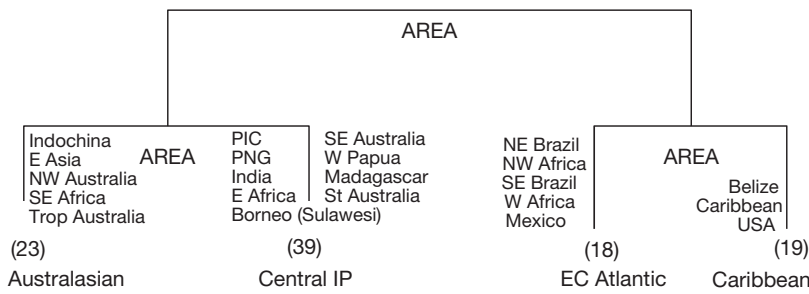 AREA
Indochina
E Asia
NW Australia
SE Africa
Trop Australia
AREA
PIC
PNG
India
E Africa
Borneo (Sulawesi)
SE Australia
W Papua
Madagascar
St Australia
NE Brazil
NW Africa
SE Brazil
W Africa
Mexico
AREA
Belize
Caribbean
USA
(23)
(39)
(18)
(19)
Australasian
Central IP
EC Atlantic
Caribbean